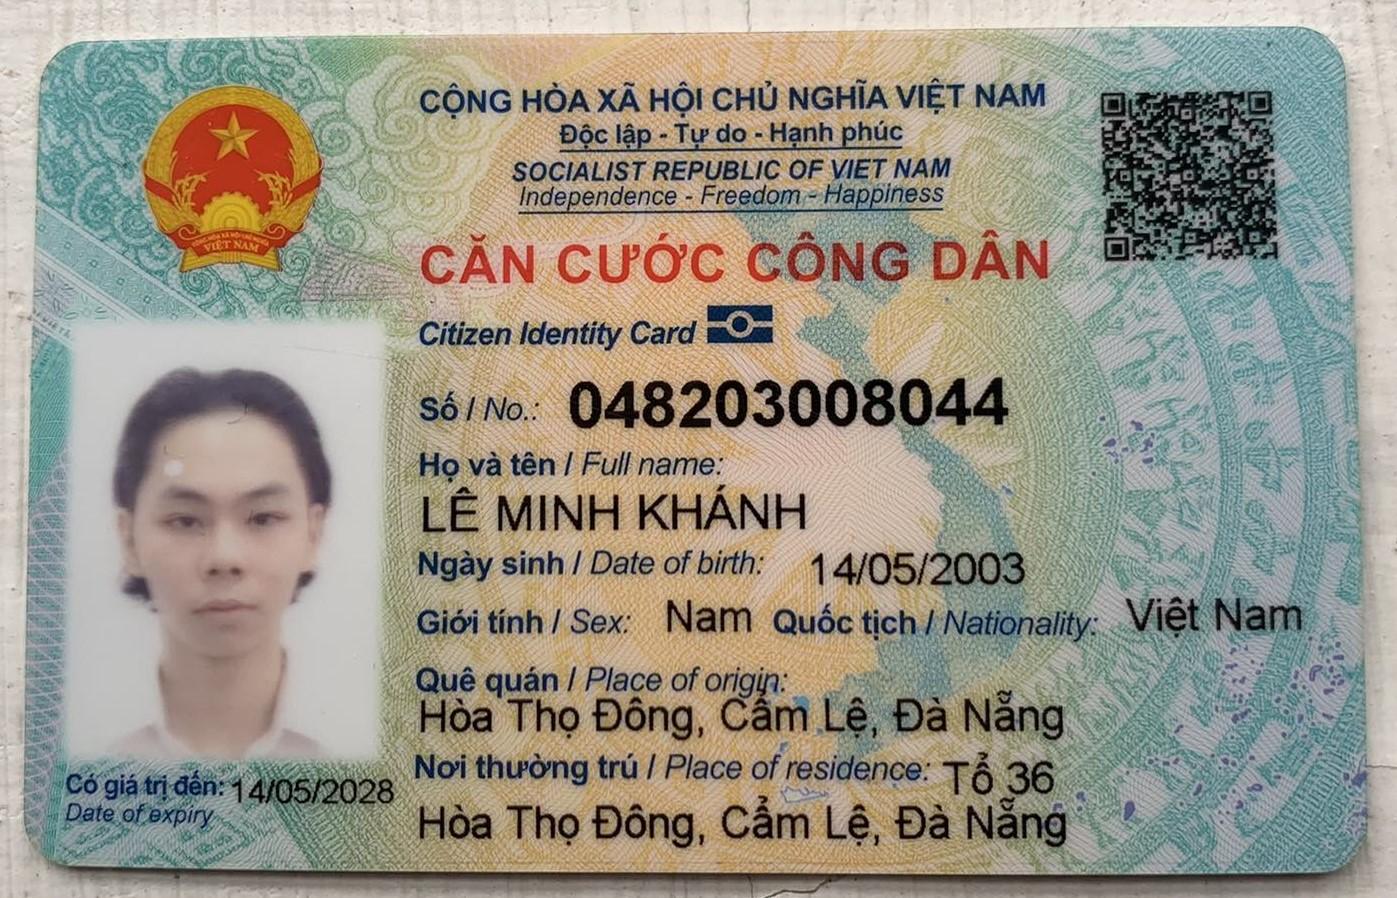 CỘNG HÒA XÃ HỘI CHỦ NGHĨA VIỆT NAM
Độc lập - Tự do - Hạnh phúc
SOCIALIST REPUBLIC OF VIET NAM
Independence - Freedom - Happiness
VIỆT NAM
CĂN CƯỚC CÔNG DÂN
Citizen Identity Card
Số / No.: 048203008044
Họ và tên / Full name:
LÊ MINH KHÁNH
Ngày sinh / Date of birth: 14/05/2003
Giới tính / Sex: Nam Quốc tịch / Nationality: Việt Nam
Quê quán / Place of origin:
Hòa Thọ Đông, Cẩm Lệ, Đà Nẵng
Nơi thường trú / Place of residence: Tổ 36
Hòa Thọ Đông, Cẩm Lệ, Đà Nẵng
Có giá trị đến: 14/05/2028
Date of expiry